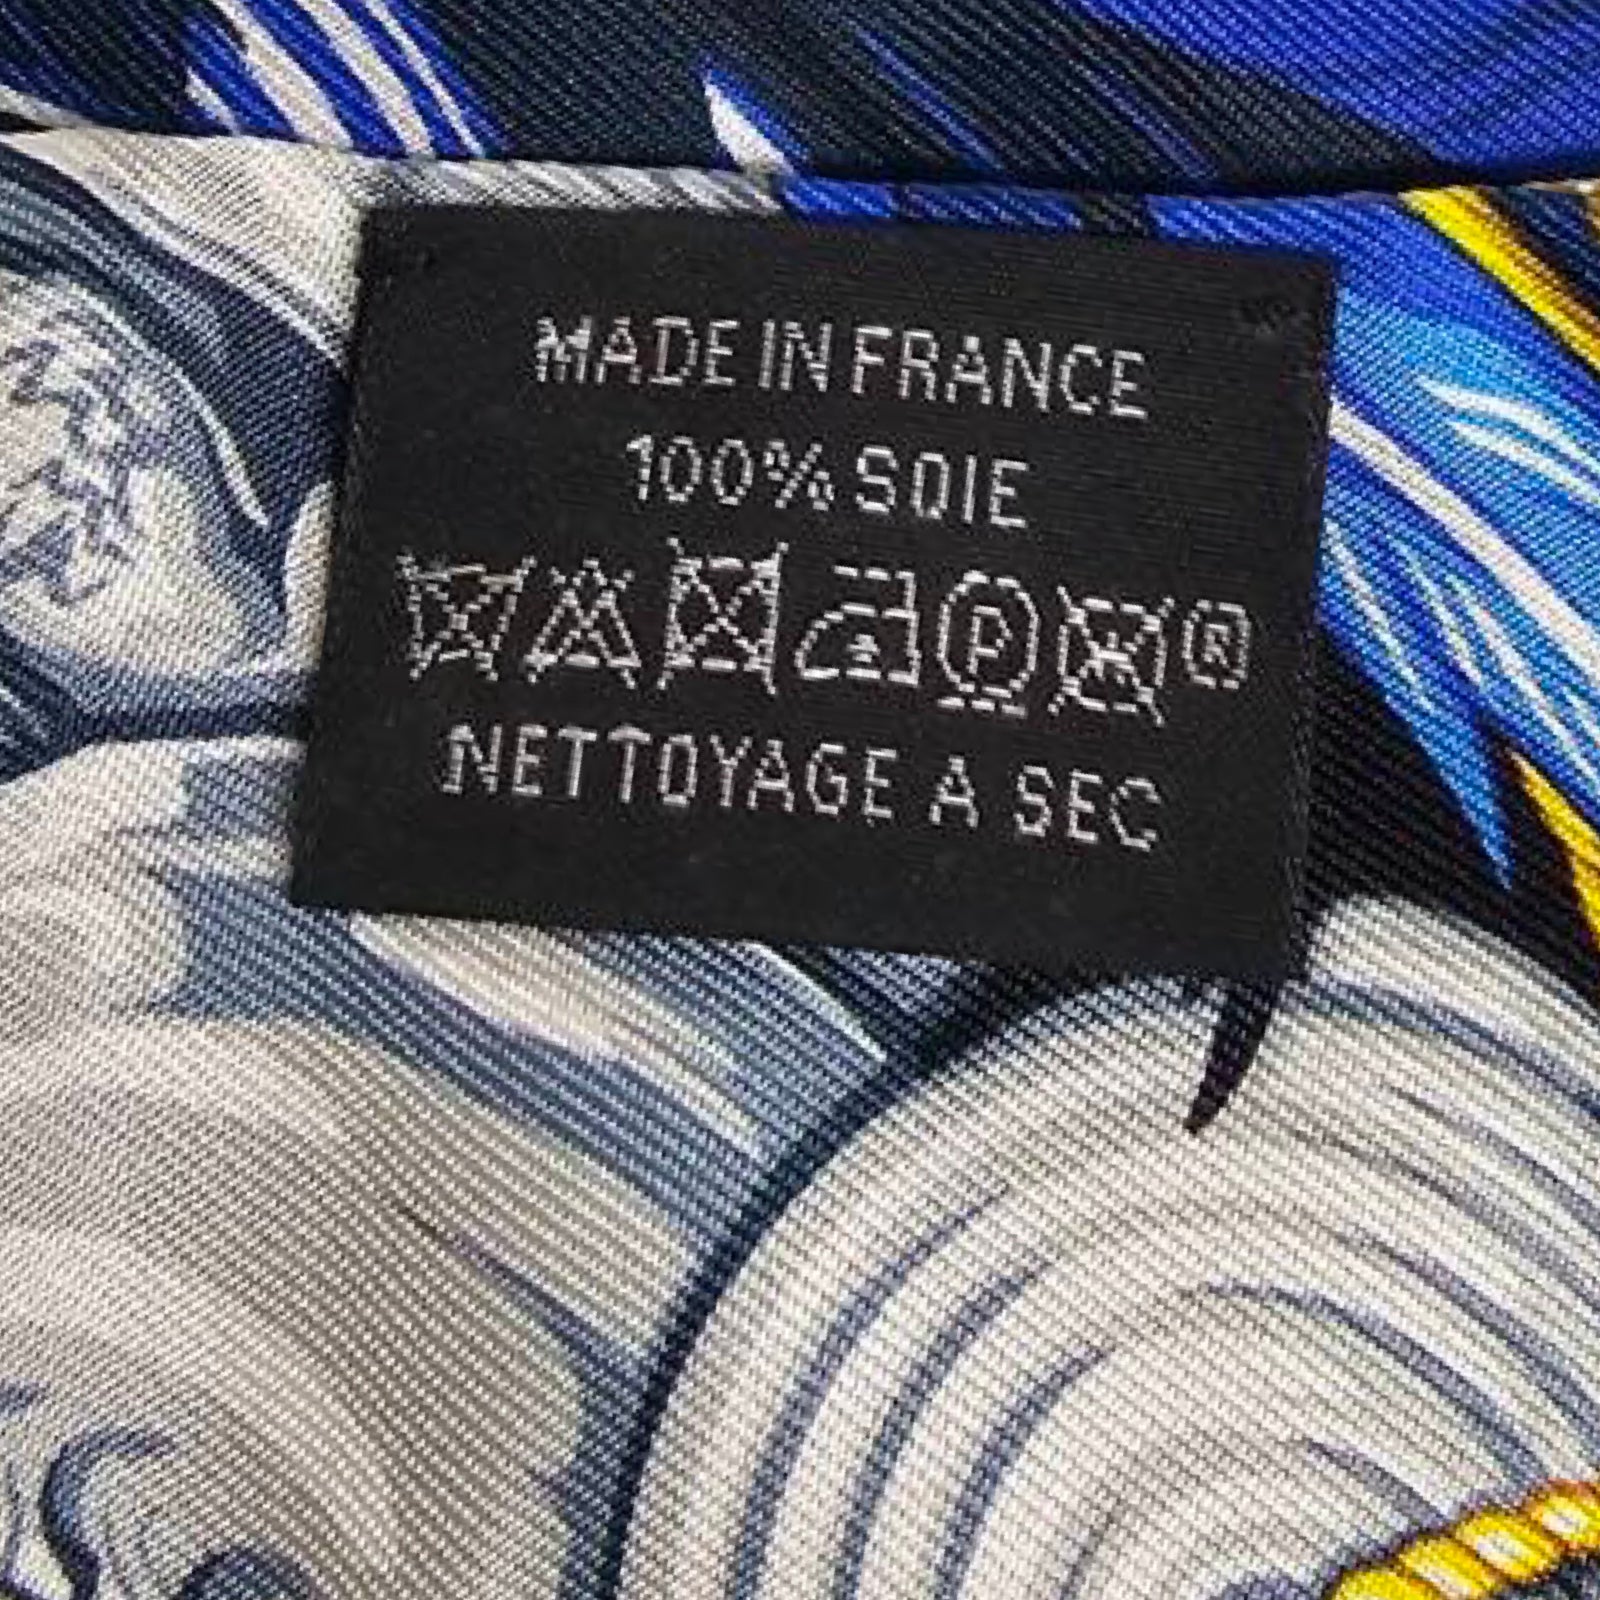 MADE IN FRANCE
100% SOIE
P ®
NETTOYAGE A SEC